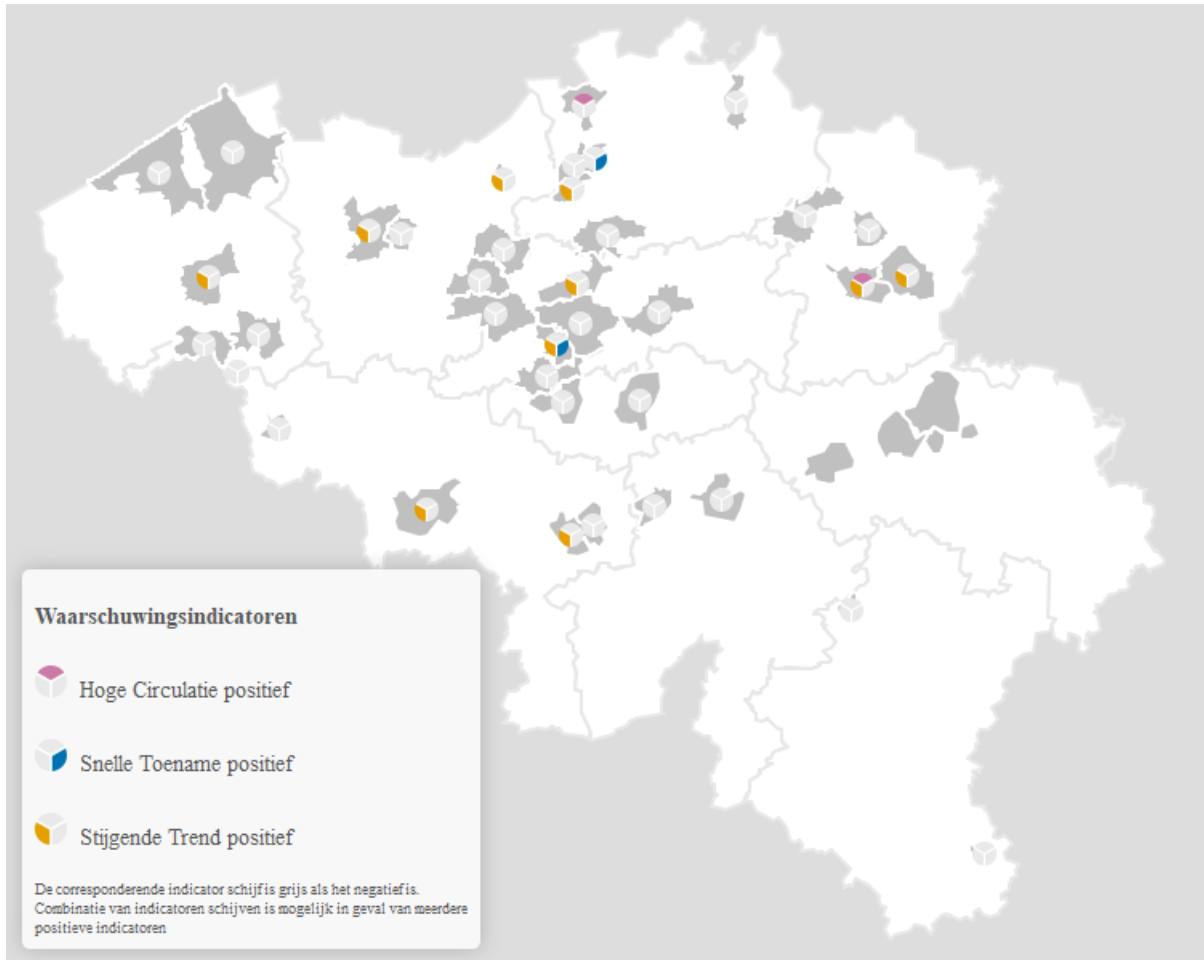 Waarschuwingsindicatoren
Hoge Circulatie positief
Snelle Toename positief
Stijgende Trend positief
De corresponderende indicator schijf is grijs als het negatief is.
Combinatie van indicatoren schijven is mogelijk in geval van meerdere
positieve indicatoren